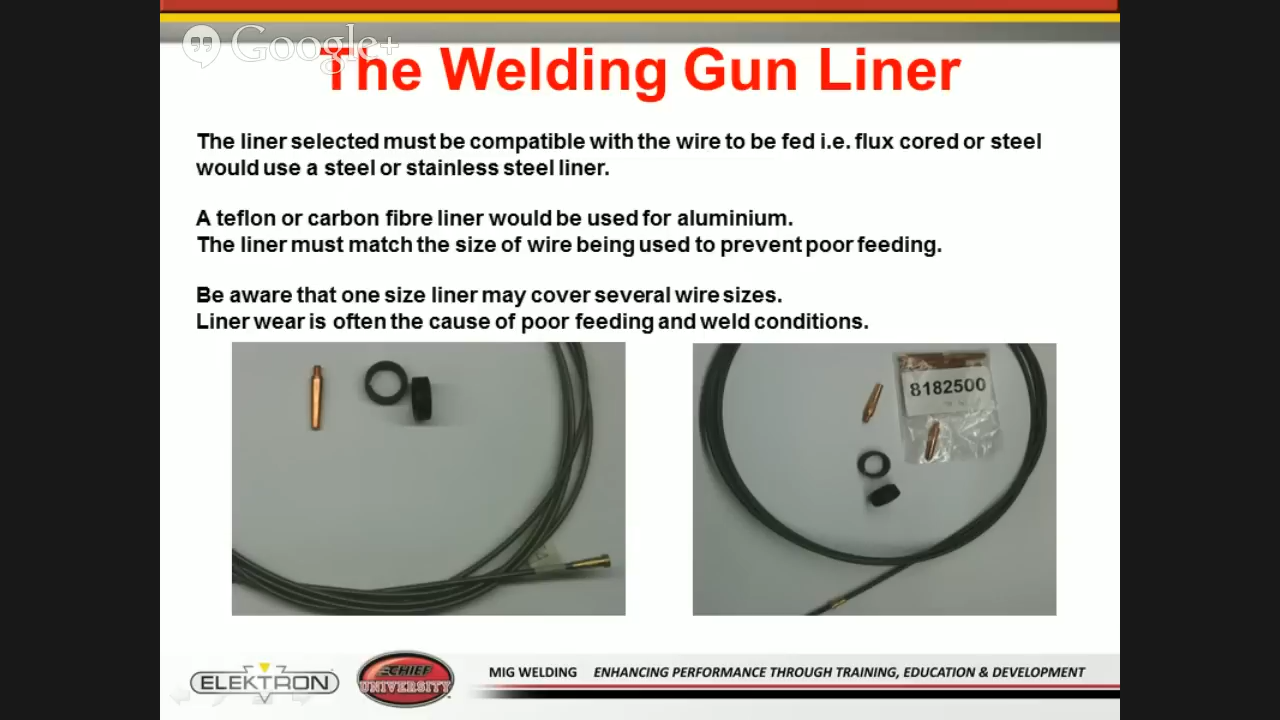 Google+
The Welding Gun Liner
The liner selected must be compatible with the wire to be fed i.e. flux cored or steel
would use a steel or stainless steel liner.
A teflon or carbon fibre liner would be used for aluminium.
The liner must match the size of wire being used to prevent poor feeding.
Be aware that one size liner may cover several wire sizes.
Liner wear is often the cause of poor feeding and weld conditions.
8182500
ELEKTRON
CHIEF
UNIVERSITY
MIG WELDING ENHANCING PERFORMANCE THROUGH TRAINING, EDUCATION & DEVELOPMENT